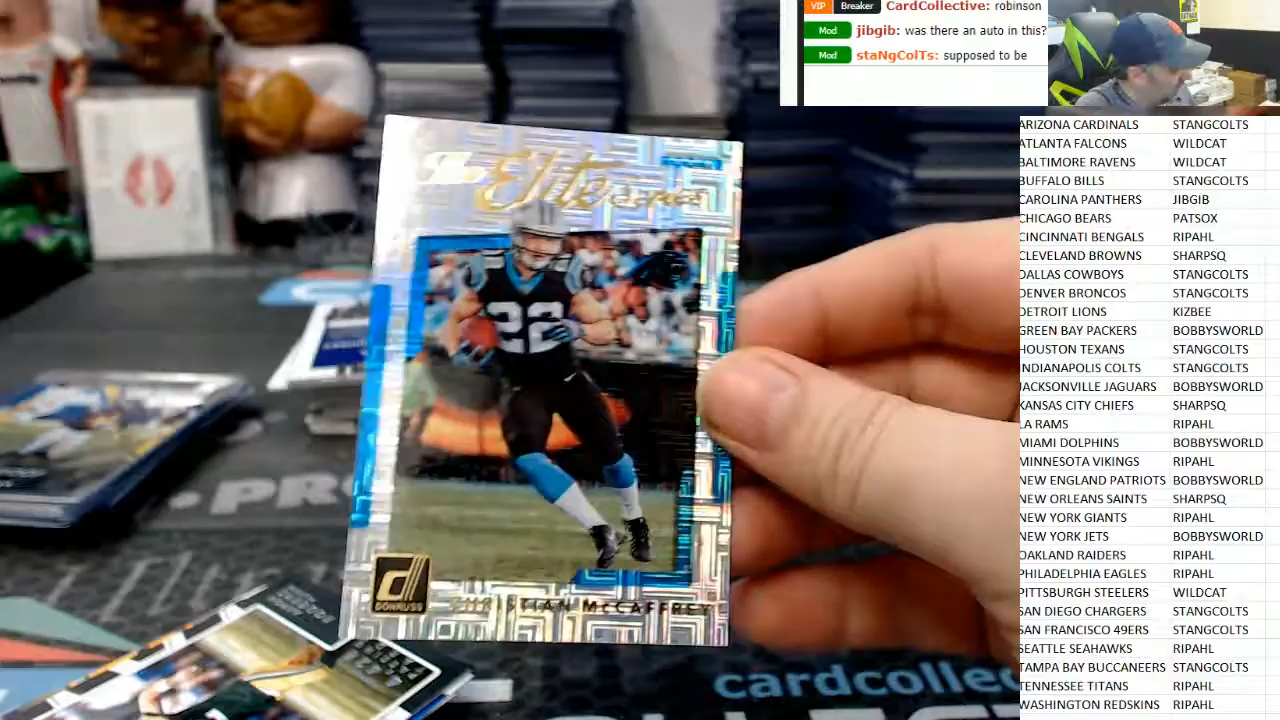 VIP Breaker CardCollective: robinson
Mod jibgib: was there an auto in this?
Mod staNgColTs: supposed to be
The Elite Series
22
DONRUSS
CHRISTIAN McCAFFREY
.PRO
cardcollec
ARIZONA CARDINALS STANGCOLTS
ATLANTA FALCONS WILDCAT
BALTIMORE RAVENS WILDCAT
BUFFALO BILLS STANGCOLTS
CAROLINA PANTHERS JIBGIB
CHICAGO BEARS PATSOX
CINCINNATI BENGALS RIPAHL
CLEVELAND BROWNS SHARPSQ
DALLAS COWBOYS STANGCOLTS
DENVER BRONCOS STANGCOLTS
DETROIT LIONS KIZBEE
GREEN BAY PACKERS BOBBYSWORLD
HOUSTON TEXANS STANGCOLTS
INDIANAPOLIS COLTS STANGCOLTS
JACKSONVILLE JAGUARS BOBBYSWORLD
KANSAS CITY CHIEFS SHARPSQ
LA RAMS RIPAHL
MIAMI DOLPHINS BOBBYSWORLD
MINNESOTA VIKINGS RIPAHL
NEW ENGLAND PATRIOTS BOBBYSWORLD
NEW ORLEANS SAINTS SHARPSQ
NEW YORK GIANTS RIPAHL
NEW YORK JETS BOBBYSWORLD
OAKLAND RAIDERS RIPAHL
PHILADELPHIA EAGLES RIPAHL
PITTSBURGH STEELERS WILDCAT
SAN DIEGO CHARGERS STANGCOLTS
SAN FRANCISCO 49ERS STANGCOLTS
SEATTLE SEAHAWKS RIPAHL
TAMPA BAY BUCCANEERS STANGCOLTS
TENNESSEE TITANS RIPAHL
WASHINGTON REDSKINS RIPAHL